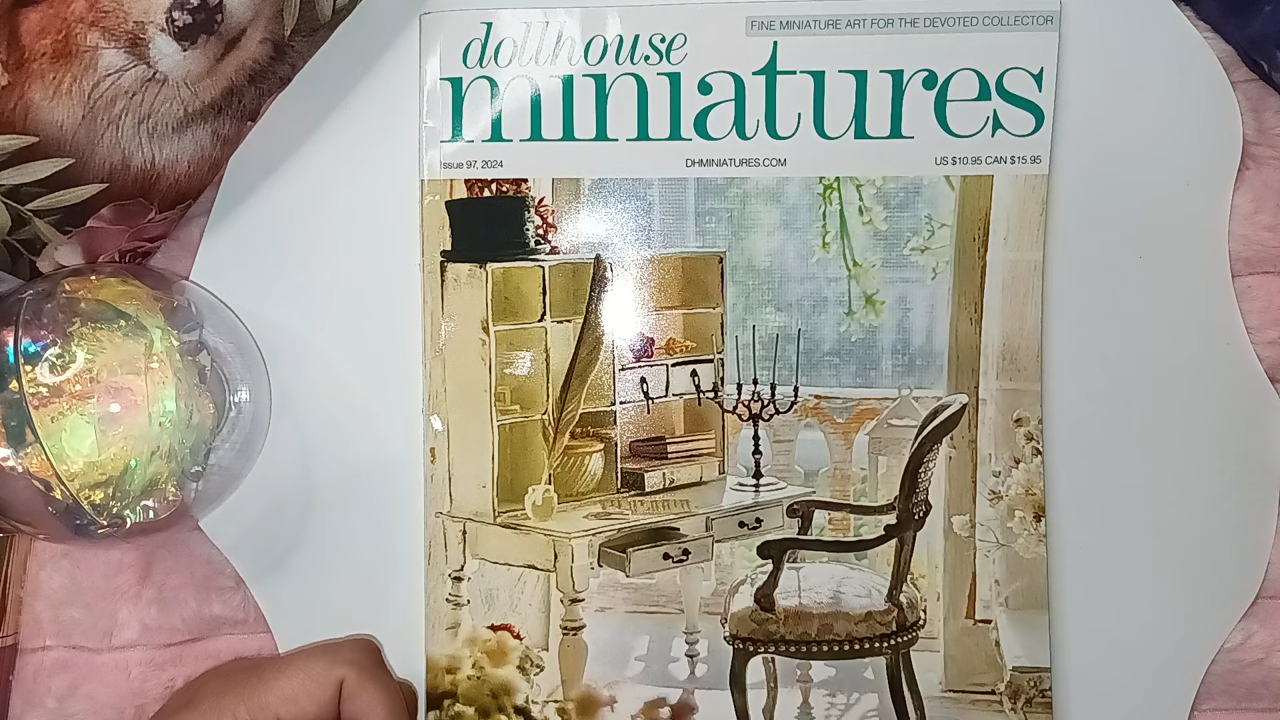 FINE MINIATURE ART FOR THE DEVOTED COLLECTOR
dollhouse
miniatures
Issue 97, 2024 DHMINIATURES.COM US $10.95 CAN $15.95